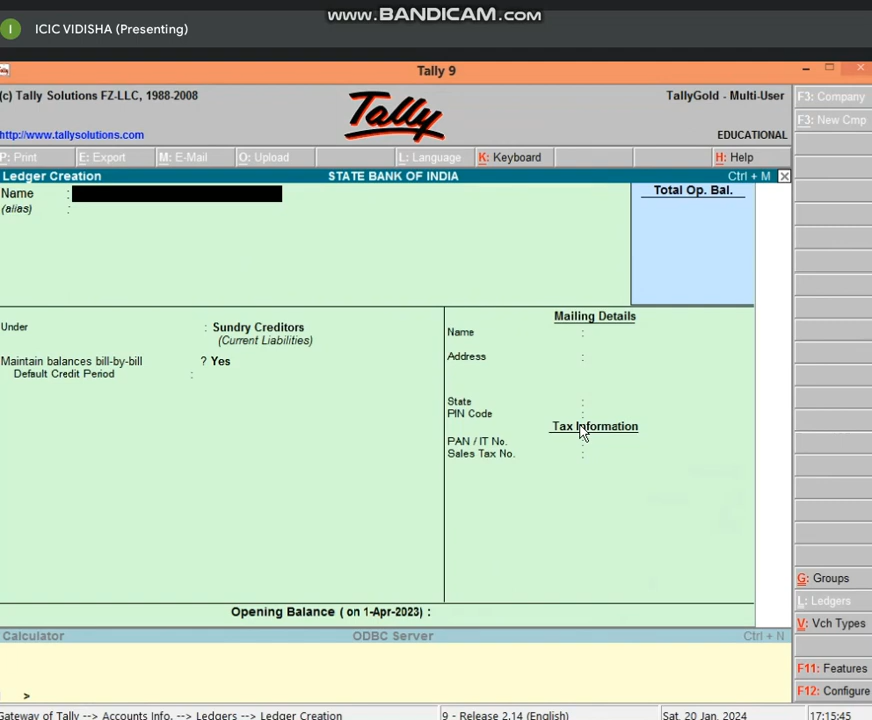 www.BANDICAM.com
I ICIC VIDISHA (Presenting)
Tally 9
(c) Tally Solutions FZ-LLC, 1988-2008
Tally
TallyGold - Multi-User
F3: Company
http://www.tallysolutions.com
EDUCATIONAL
F3: New Cmp
P: Print E: Export M: E-Mail O: Upload L: Language K: Keyboard H: Help
Ledger Creation STATE BANK OF INDIA Ctrl + M
Name :
Total Op. Bal.
(alias) :
Mailing Details
Under : Sundry Creditors
(Current Liabilities)
Name :
Maintain balances bill-by-bill ? Yes
Address :
Default Credit Period :
State :
PIN Code :
Tax Information
PAN / IT No. :
Sales Tax No. :
G: Groups
L: Ledgers
Opening Balance ( on 1-Apr-2023) :
V: Vch Types
Calculator ODBC Server Ctrl + N
F11: Features
>
F12: Configure
Gateway of Tally --> Accounts Info. --> Ledgers --> Ledger Creation 9 - Release 2.14 (English) Sat, 20 Jan, 2024 17:15:45